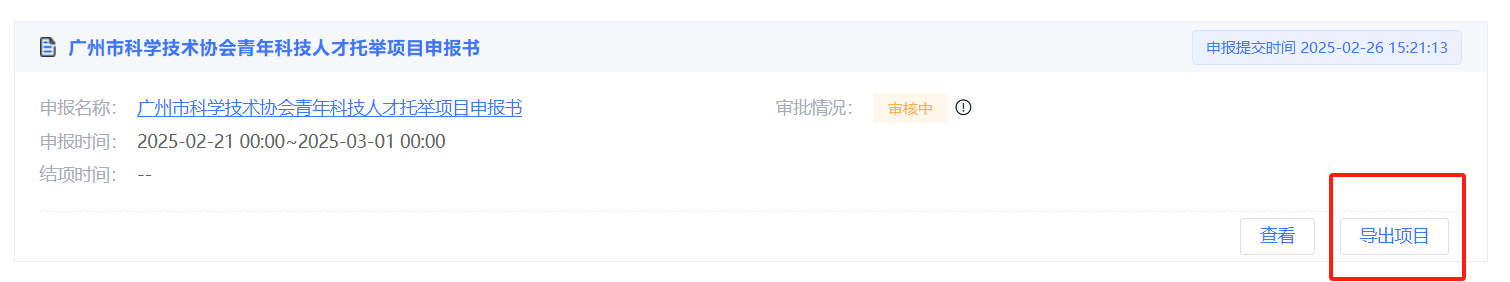 广州市科学技术协会青年科技人才托举项目申报书
申报提交时间 2025-02-26 15:21:13
申报名称： 广州市科学技术协会青年科技人才托举项目申报书
审批情况： 审核中
申报时间： 2025-02-21 00:00~2025-03-01 00:00
结项时间： --
查看
导出项目